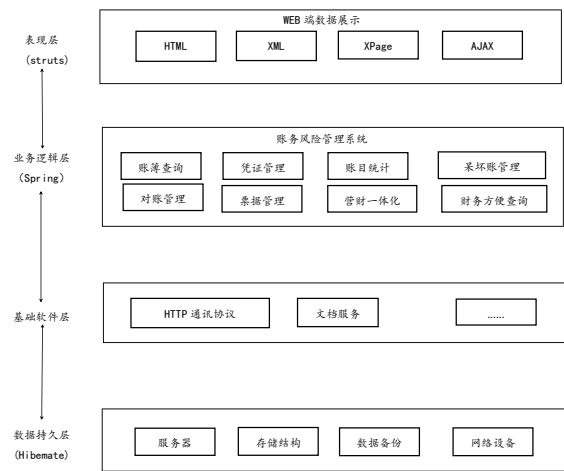 WEB 端数据展示
表现层
(struts)
HTML
XML
XPage
AJAX
账务风险管理系统
业务逻辑层
(Spring)
账薄查询
凭证管理
账目统计
呆坏账管理
对账管理
票据管理
营财一体化
财务方便查询
基础软件层
HTTP 通讯协议
文档服务
......
数据持久层
(Hibemate)
服务器
存储结构
数据备份
网络设备